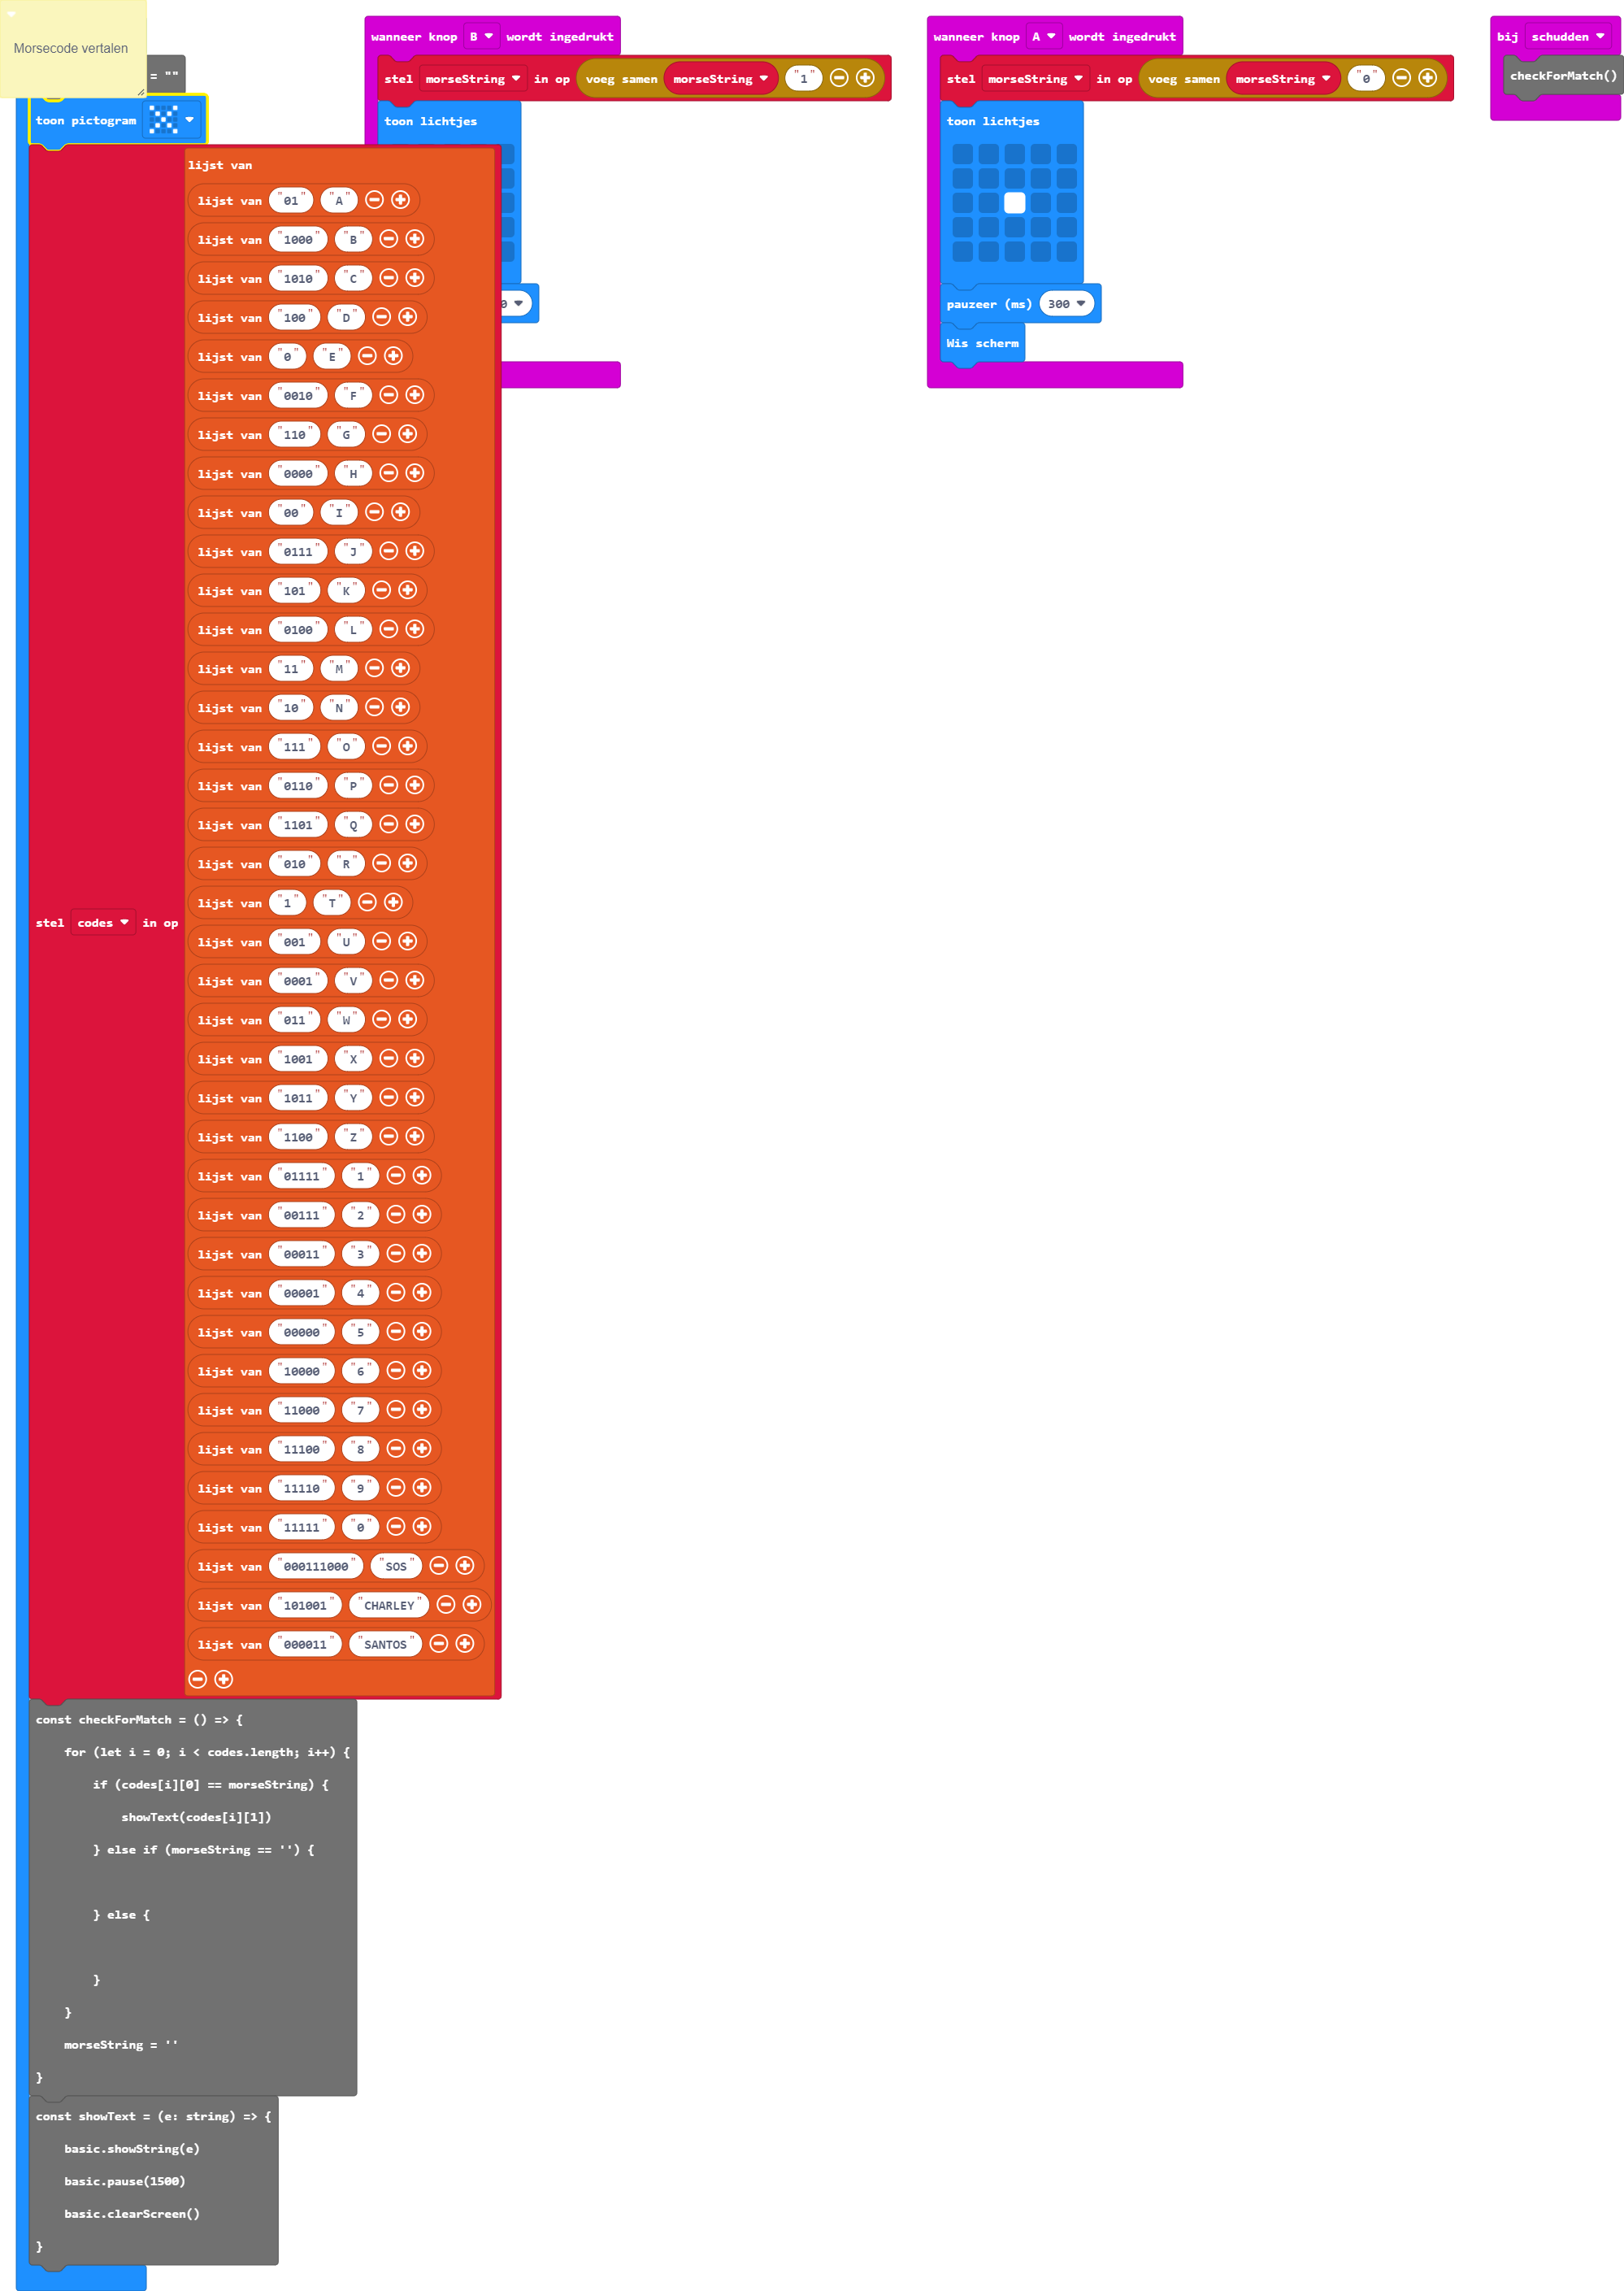 Morsecode vertalen
= ""
toon pictogram
stel codes in op
lijst van
lijst van "01" "A"
lijst van "1000" "B"
lijst van "1010" "C"
lijst van "100" "D"
lijst van "0" "E"
lijst van "0010" "F"
lijst van "110" "G"
lijst van "0000" "H"
lijst van "00" "I"
lijst van "0111" "J"
lijst van "101" "K"
lijst van "0100" "L"
lijst van "11" "M"
lijst van "10" "N"
lijst van "111" "O"
lijst van "0110" "P"
lijst van "1101" "Q"
lijst van "010" "R"
lijst van "1" "T"
lijst van "001" "U"
lijst van "0001" "V"
lijst van "011" "W"
lijst van "1001" "X"
lijst van "1011" "Y"
lijst van "1100" "Z"
lijst van "01111" "1"
lijst van "00111" "2"
lijst van "00011" "3"
lijst van "00001" "4"
lijst van "00000" "5"
lijst van "10000" "6"
lijst van "11000" "7"
lijst van "11100" "8"
lijst van "11110" "9"
lijst van "11111" "0"
lijst van "000111000" "SOS"
lijst van "101001" "CHARLEY"
lijst van "000011" "SANTOS"
const checkForMatch = () => {
for (let i = 0; i < codes.length; i++) {
if (codes[i][0] == morseString) {
showText(codes[i][1])
} else if (morseString == '') {
} else {
}
}
morseString = ''
}
const showText = (e: string) => {
basic.showString(e)
basic.pause(1500)
basic.clearScreen()
}
wanneer knop B wordt ingedrukt
stel morseString in op voeg samen morseString "1"
toon lichtjes
wanneer knop A wordt ingedrukt
stel morseString in op voeg samen morseString "0"
toon lichtjes
pauzeer (ms) 300
Wis scherm
bij schudden
checkForMatch()